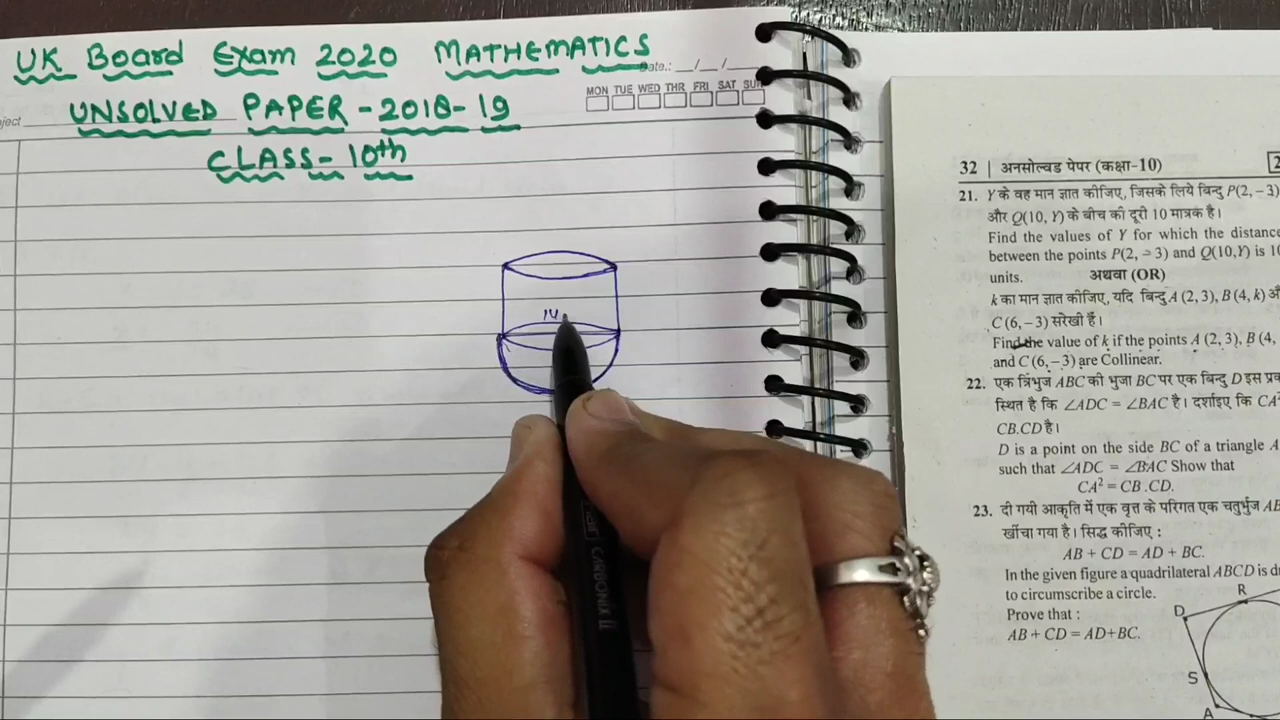 UK Board Exam 2020 MATHEMATICS
Date.: __/__/____
MON TUE WED THR FRI SAT SUN
UNSOLVED PAPER - 2018-19
CLASS - 10th
14
CARBONIX II
32 | अनसोल्वड पेपर (कक्षा-10)
21. Y के वह मान ज्ञात कीजिए, जिसके लिये बिन्दु P(2, -3)
और Q(10, Y) के बीच की दूरी 10 मात्रक है।
Find the values of Y for which the distance
between the points P(2, -3) and Q(10,Y) is
units.
अथवा (OR)
k का मान ज्ञात कीजिए, यदि बिन्दु A (2, 3), B (4, k)
C (6, -3) सरेखी हैं।
Find the value of k if the points A (2, 3), B (4,
and C (6, -3) are Collinear.
22. एक त्रिभुज ABC की भुजा BC पर एक बिन्दु D इस
स्थित है कि ∠ADC = ∠BAC है। दर्शाइए कि
CB.CD है।
D is a point on the side BC of a triangle
such that ∠ADC = ∠BAC Show that
CA² = CB .CD.
23. दी गयी आकृति में एक वृत्त के परिगत एक चतुर्भुज
खींचा गया है। सिद्ध कीजिए :
AB + CD = AD + BC.
In the given figure a quadrilateral ABCD is
to circumscribe a circle.
Prove that :
AB + CD = AD+BC.
R
D
S
A